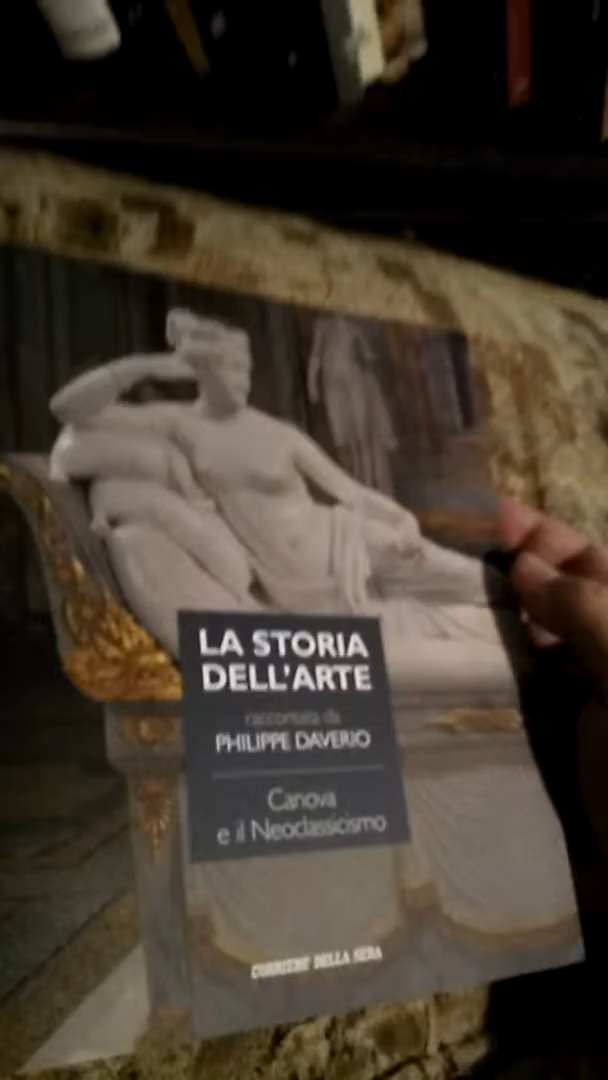 LA STORIA
DELL'ARTE
raccontata da
PHILIPPE DAVERIO
Canova
e il Neoclassicismo
CORRIERE DELLA SERA